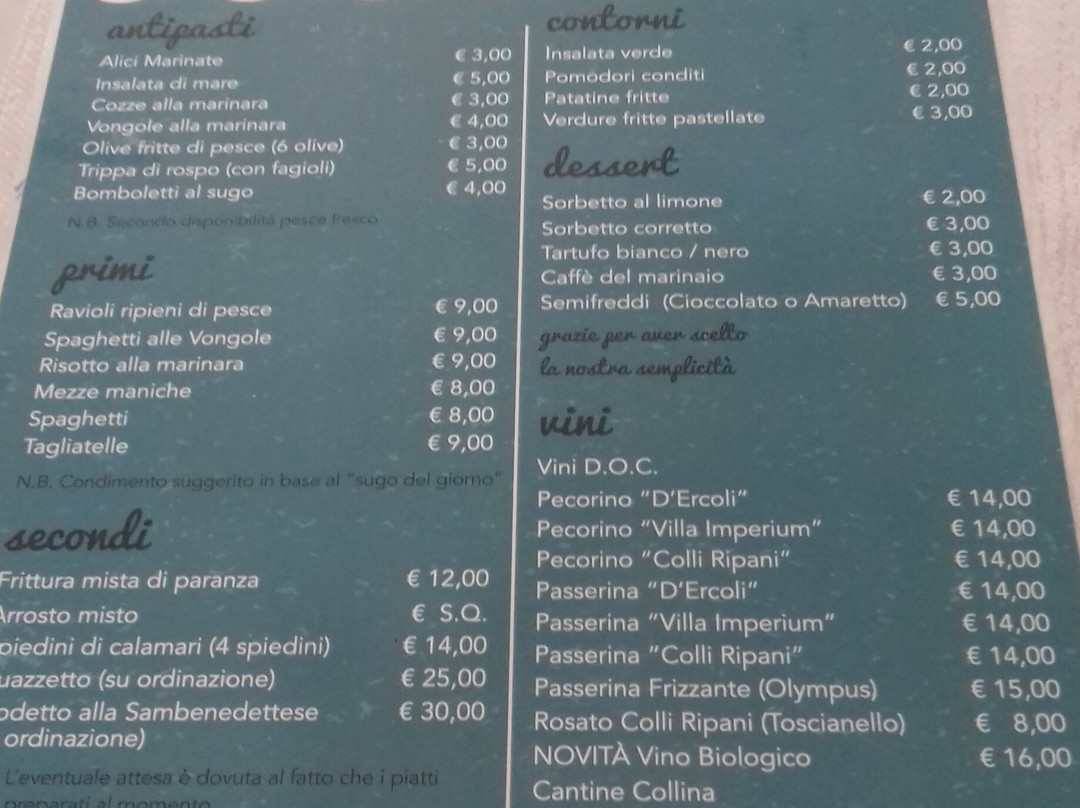 antipasti
Alici Marinate € 3,00
Insalata di mare € 5,00
Cozze alla marinara € 3,00
Vongole alla marinara € 4,00
Olive fritte di pesce (6 olive) € 3,00
Trippa di rospo (con fagioli) € 5,00
Bomboletti al sugo € 4,00
N.B. Secondo disponibilità pesce fresco
primi
Ravioli ripieni di pesce € 9,00
Spaghetti alle Vongole € 9,00
Risotto alla marinara € 9,00
Mezze maniche € 8,00
Spaghetti € 8,00
Tagliatelle € 9,00
N.B. Condimento suggerito in base al "sugo del giorno"
secondi
Frittura mista di paranza € 12,00
Arrosto misto € S.Q.
piedini di calamari (4 spiedini) € 14,00
uazzetto (su ordinazione) € 25,00
odetto alla Sambenedettese € 30,00
ordinazione)
L'eventuale attesa è dovuta al fatto che i piatti
preparati al momento
contorni
Insalata verde € 2,00
Pomodori conditi € 2,00
Patatine fritte € 2,00
Verdure fritte pastellate € 3,00
dessert
Sorbetto al limone € 2,00
Sorbetto corretto € 3,00
Tartufo bianco / nero € 3,00
Caffè del marinaio € 3,00
Semifreddi (Cioccolato o Amaretto) € 5,00
grazie per aver scelto
la nostra semplicità
vini
Vini D.O.C.
Pecorino "D'Ercoli" € 14,00
Pecorino "Villa Imperium" € 14,00
Pecorino "Colli Ripani" € 14,00
Passerina "D'Ercoli" € 14,00
Passerina "Villa Imperium" € 14,00
Passerina "Colli Ripani" € 14,00
Passerina Frizzante (Olympus) € 15,00
Rosato Colli Ripani (Toscianello) € 8,00
NOVITÀ Vino Biologico € 16,00
Cantine Collina